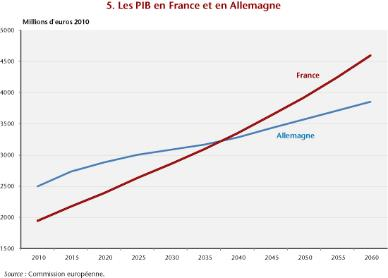 5. Les PIB en France et en Allemagne
Millions d'euros 2010
5000
4500
France
4000
3500
Allemagne
3000
2500
2000
1500
2010 2015 2020 2025 2030 2035 2040 2045 2050 2055 2060
Source : Commission européenne.